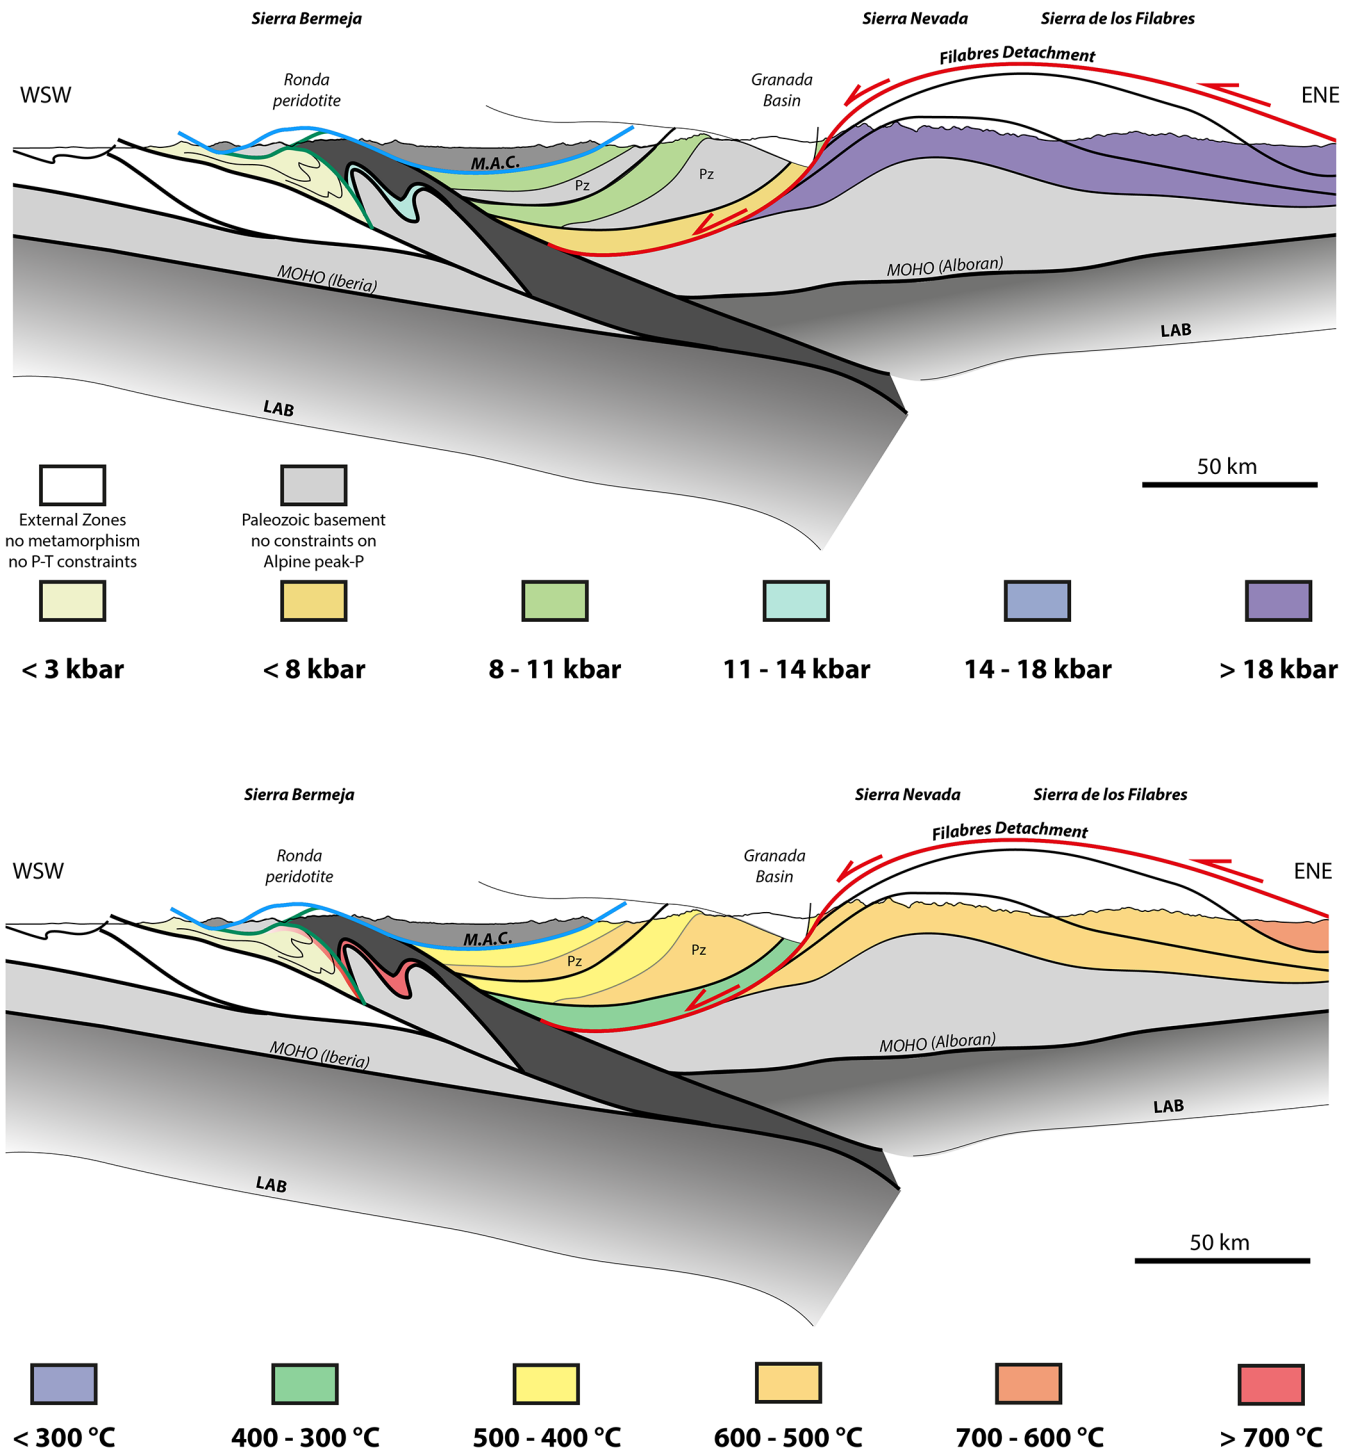 Sierra Bermeja
Sierra Nevada
Sierra de los Filabres
Filabres Detachment
Ronda
peridotite
Granada
Basin
WSW
ENE
M.A.C.
Pz
Pz
MOHO (Iberia)
MOHO (Alboran)
LAB
LAB
50 km
External Zones
no metamorphism
no P-T constraints
Paleozoic basement
no constraints on
Alpine peak-P
< 3 kbar
< 8 kbar
8 - 11 kbar
11 - 14 kbar
14 - 18 kbar
> 18 kbar
Sierra Bermeja
Sierra Nevada
Sierra de los Filabres
Filabres Detachment
Ronda
peridotite
Granada
Basin
WSW
ENE
M.A.C.
Pz
Pz
MOHO (Iberia)
MOHO (Alboran)
LAB
LAB
50 km
< 300 °C
400 - 300 °C
500 - 400 °C
600 - 500 °C
700 - 600 °C
> 700 °C